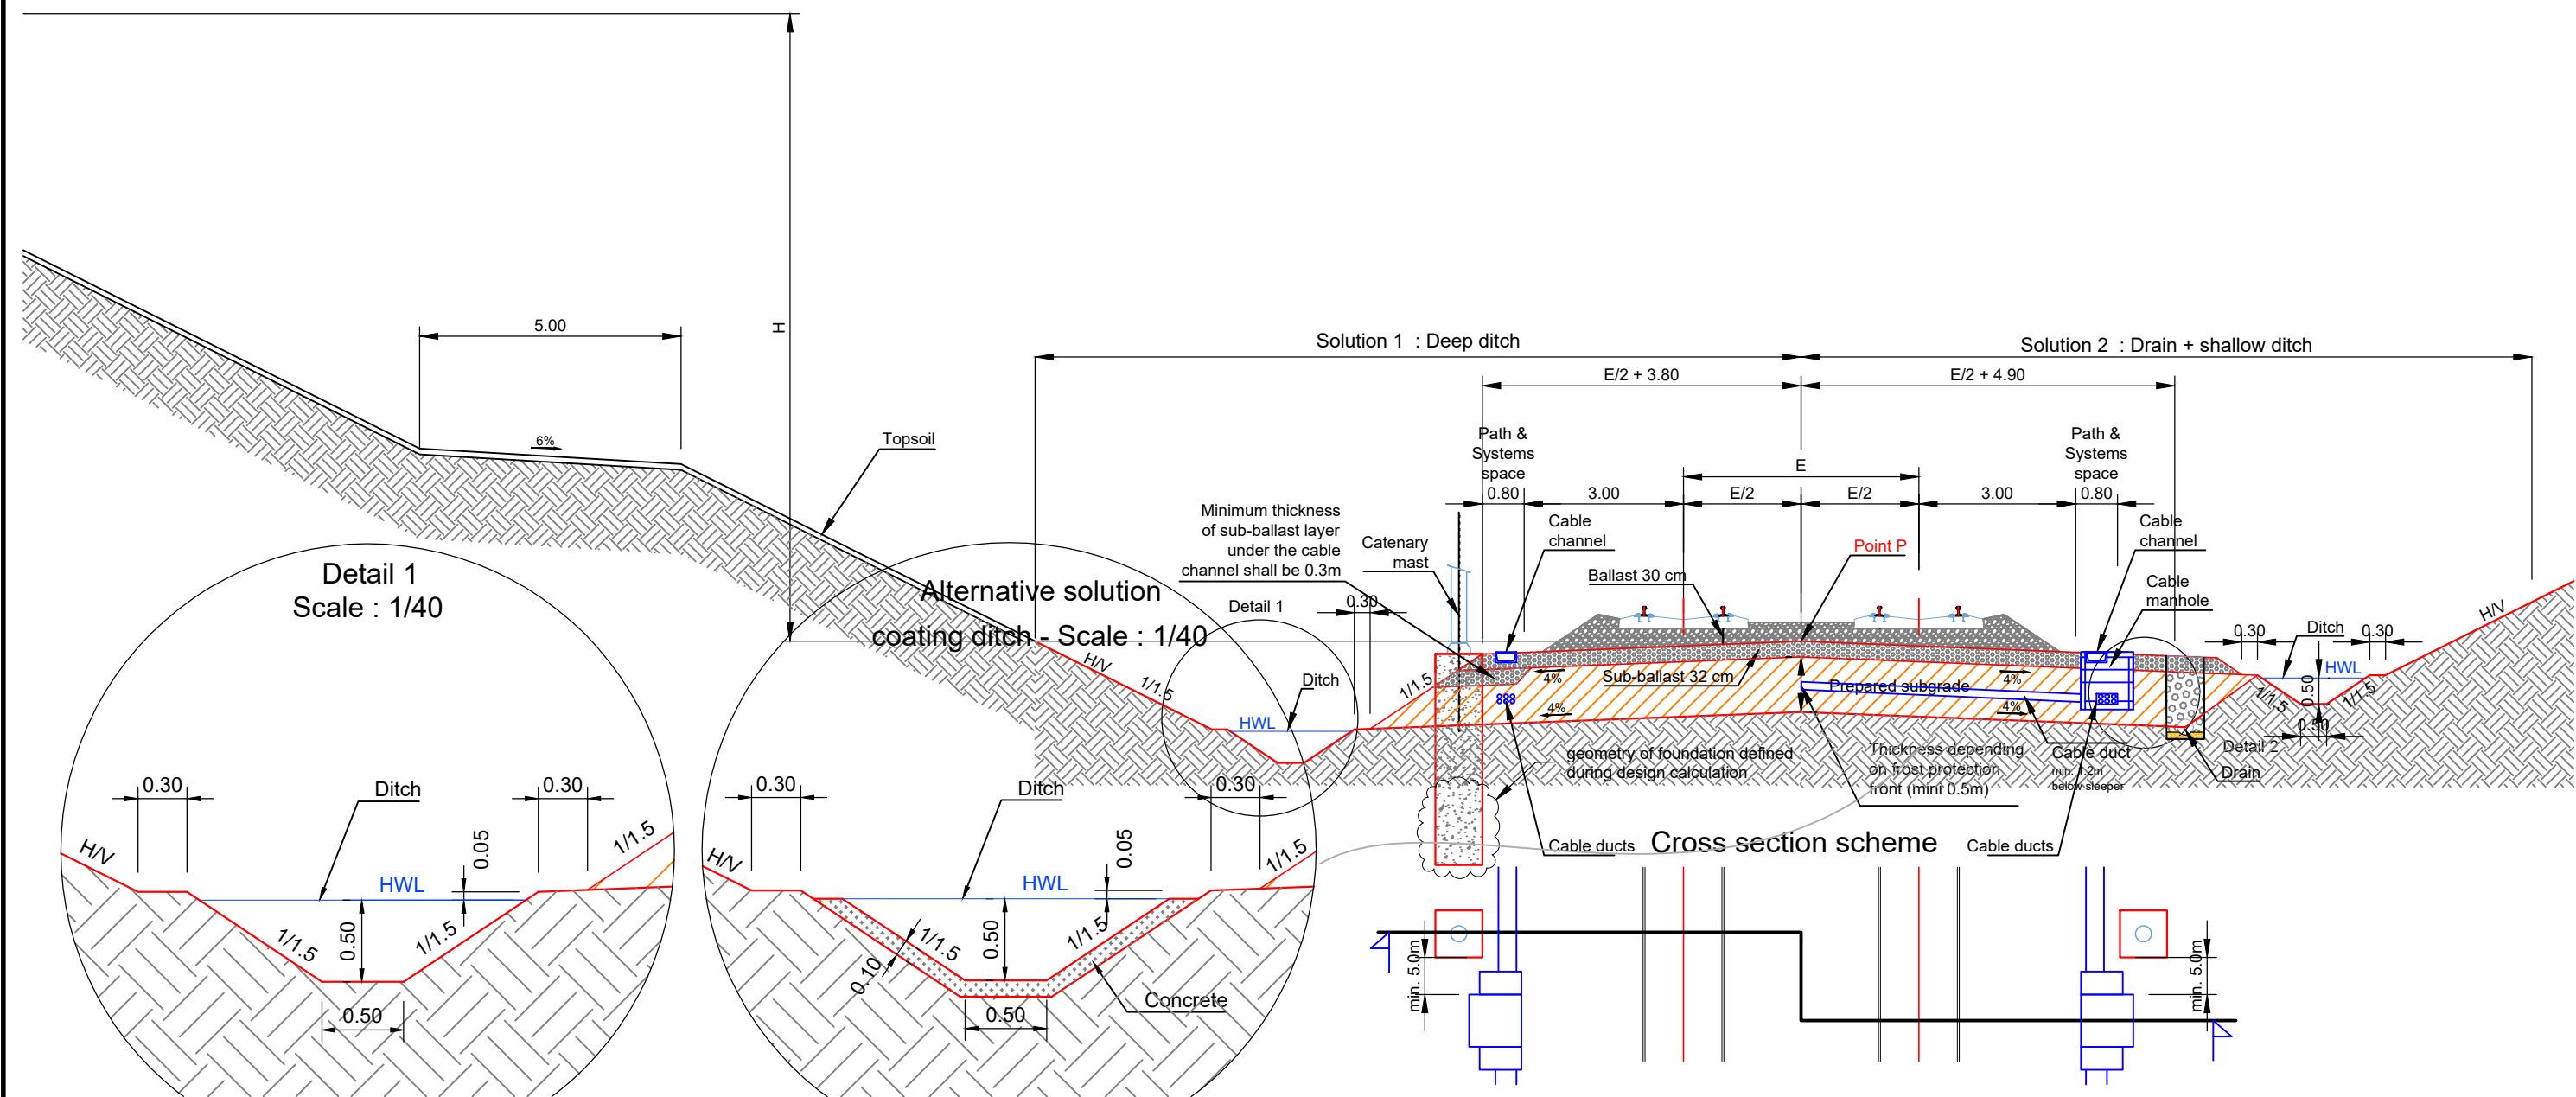 5.00
H
6%
Topsoil
Solution 1 : Deep ditch
Solution 2 : Drain + shallow ditch
E/2 + 3.80
E/2 + 4.90
Path &
Systems
space
Path &
Systems
space
E
0.80
3.00
E/2
E/2
3.00
0.80
Minimum thickness
of sub-ballast layer
under the cable
channel shall be 0.3m
Catenary
mast
Cable
channel
Point P
Cable
channel
Ballast 30 cm
Cable
manhole
Detail 1
0.30
H/V
1/1.5
Ditch
HWL
1/1.5
4%
Sub-ballast 32 cm
4%
Prepared subgrade
4%
4%
0.30
Ditch
0.30
H/V
HWL
0.50
1/1.5
1/1.5
0.50
geometry of foundation defined
during design calculation
Thickness depending
on frost protection
front (mini 0.5m)
Cable duct
min. 1.2m
below sleeper
Detail 2
Drain
Cable ducts
Cross section scheme
Cable ducts
min. 5.0m
min. 5.0m
Detail 1
Scale : 1/40
0.30
Ditch
0.30
H/V
HWL
0.05
1/1.5
1/1.5
0.50
1/1.5
0.50
Alternative solution
coating ditch - Scale : 1/40
0.30
Ditch
0.30
H/V
HWL
0.05
1/1.5
1/1.5
0.50
1/1.5
0.10
Concrete
0.50